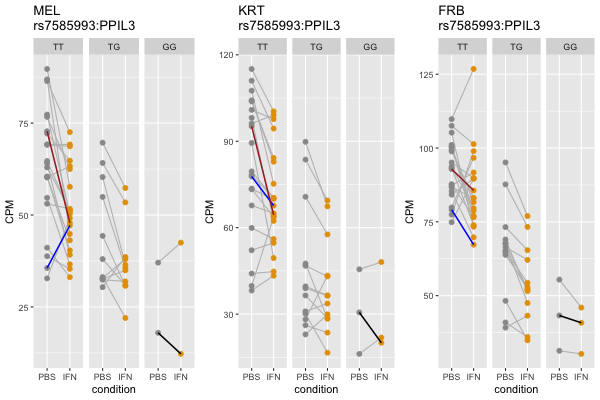 MEL
rs7585993:PPIL3
TT TG GG
CPM
75
50
25
PBS IFN PBS IFN PBS IFN
condition
KRT
rs7585993:PPIL3
TT TG GG
CPM
120
90
60
30
PBS IFN PBS IFN PBS IFN
condition
FRB
rs7585993:PPIL3
TT TG GG
CPM
125
100
75
50
PBS IFN PBS IFN PBS IFN
condition